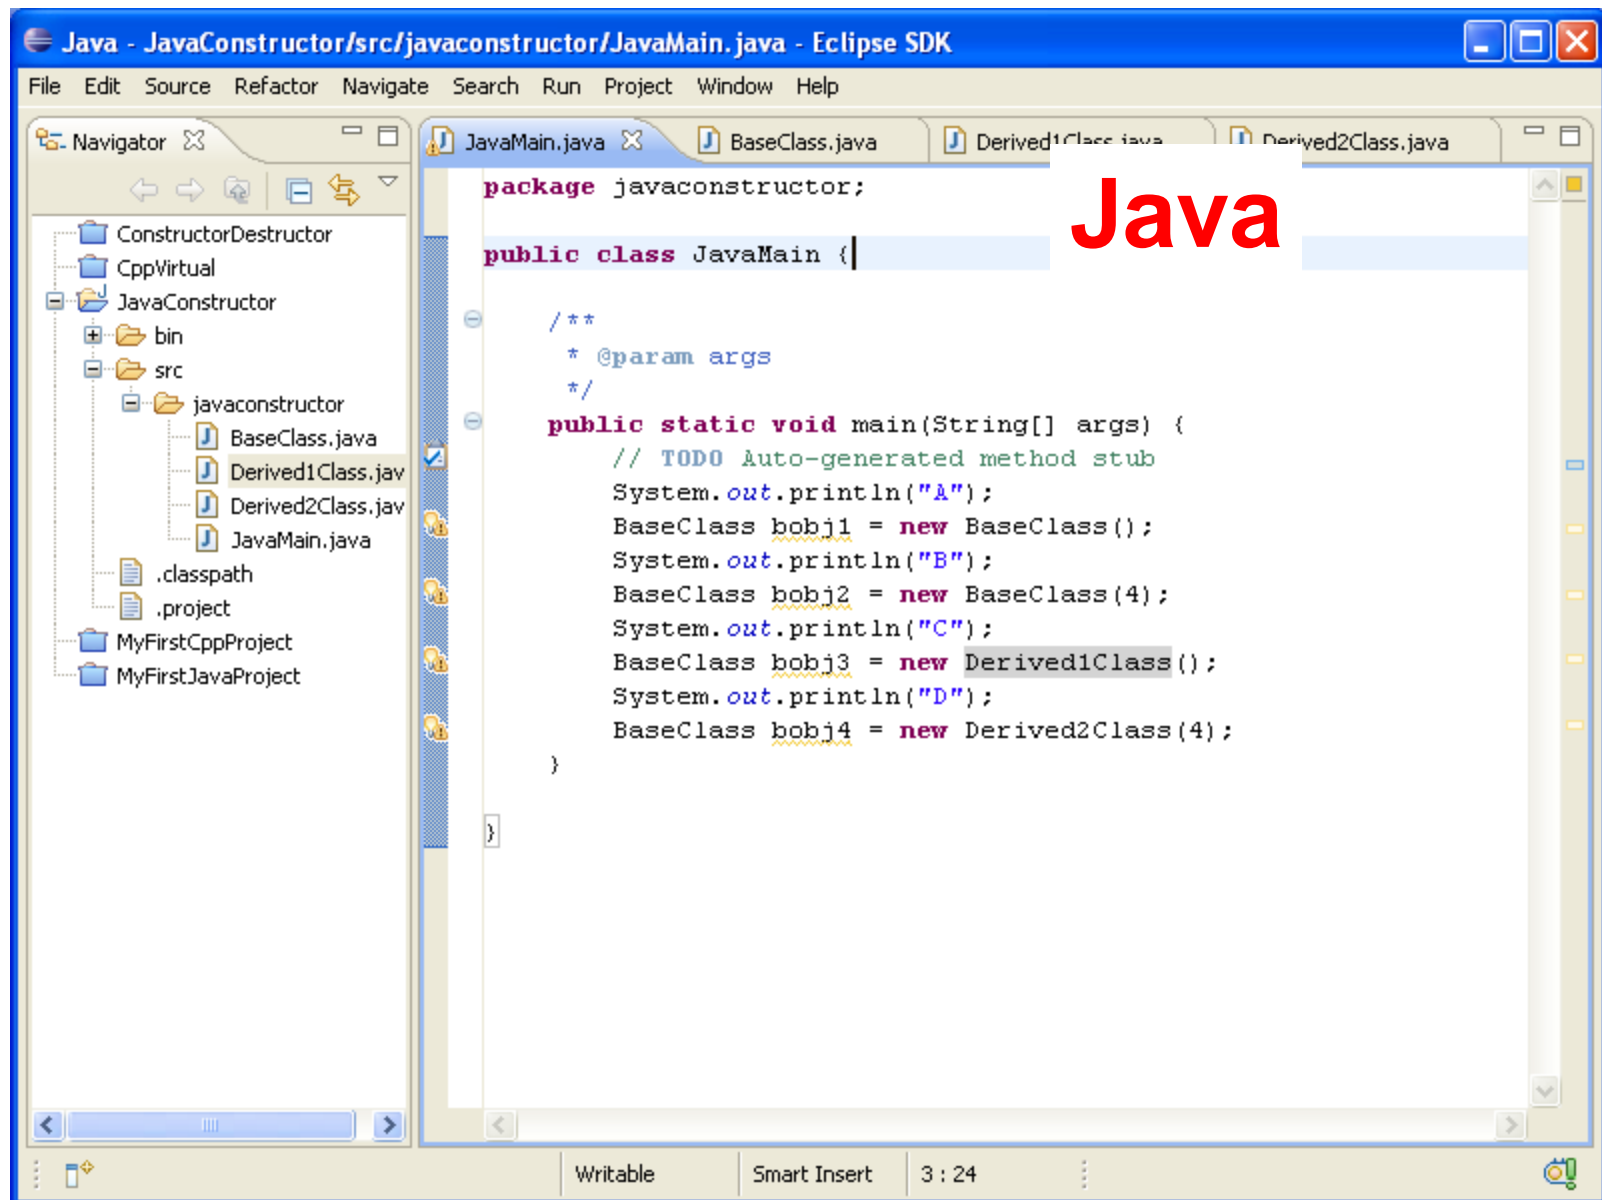 Java - JavaConstructor/src/javaconstructor/JavaMain.java - Eclipse SDK
File Edit Source Refactor Navigate Search Run Project Window Help
Navigator
JavaMain.java
BaseClass.java
Derived1Class.java
Derived2Class.java
ConstructorDestructor
CppVirtual
JavaConstructor
bin
src
javaconstructor
BaseClass.java
Derived1Class.jav
Derived2Class.jav
JavaMain.java
.classpath
.project
MyFirstCppProject
MyFirstJavaProject
Java
package javaconstructor;
public class JavaMain {
/**
* @param args
*/
public static void main(String[] args) {
// TODO Auto-generated method stub
System.out.println("A");
BaseClass bobj1 = new BaseClass();
System.out.println("B");
BaseClass bobj2 = new BaseClass(4);
System.out.println("C");
BaseClass bobj3 = new Derived1Class();
System.out.println("D");
BaseClass bobj4 = new Derived2Class(4);
}
}
Writable
Smart Insert
3 : 24